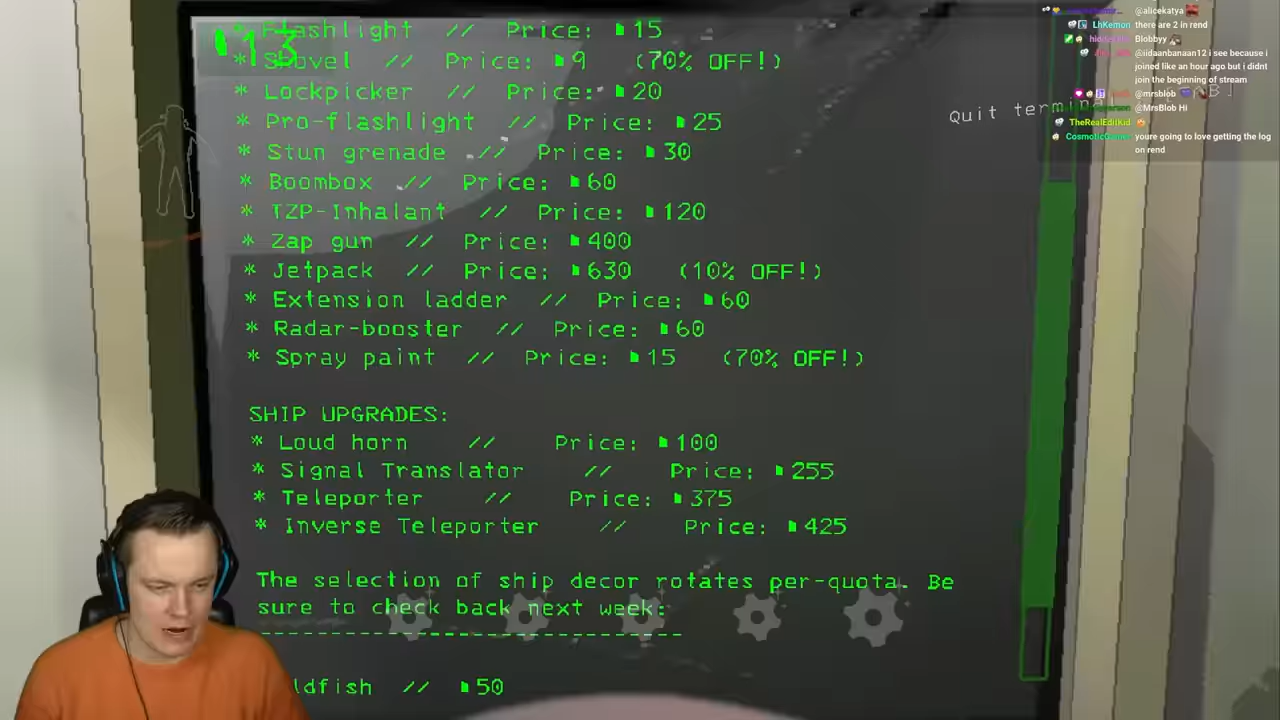 * Flashlight // Price: 15
13
* Shovel // Price: 9 (70% OFF!)
* Lockpicker // Price: 20
* Pro-flashlight // Price: 25
* Stun grenade // Price: 30
* Boombox // Price: 60
* TZP-Inhalant // Price: 120
* Zap gun // Price: 400
* Jetpack // Price: 630 (10% OFF!)
* Extension ladder // Price: 60
* Radar-booster // Price: 60
* Spray paint // Price: 15 (70% OFF!)
SHIP UPGRADES:
* Loud horn // Price: 100
* Signal Translator // Price: 255
* Teleporter // Price: 375
* Inverse Teleporter // Price: 425
The selection of ship decor rotates per-quota. Be
sure to check back next week:
------------------------------
ldfish // 50
Quit termin
@alicekatya
LhKemon there are 2 in rend
Blobbyy
@iidaanbanaan12 i see because i
joined like an hour ago but i didnt
join the beginning of stream
@mrsblob
@MrsBlob Hi
TheRealEditKid
youre going to love getting the log
on rend